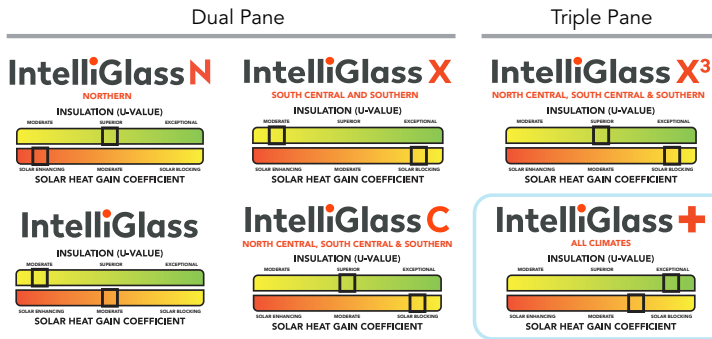 Dual Pane
Triple Pane
IntelliGlass N
NORTHERN
INSULATION (U-VALUE)
MODERATE SUPERIOR EXCEPTIONAL
SOLAR ENHANCING MODERATE SOLAR BLOCKING
SOLAR HEAT GAIN COEFFICIENT
IntelliGlass X
SOUTH CENTRAL AND SOUTHERN
INSULATION (U-VALUE)
MODERATE SUPERIOR EXCEPTIONAL
SOLAR ENHANCING MODERATE SOLAR BLOCKING
SOLAR HEAT GAIN COEFFICIENT
IntelliGlass X³
NORTH CENTRAL, SOUTH CENTRAL & SOUTHERN
INSULATION (U-VALUE)
MODERATE SUPERIOR EXCEPTIONAL
SOLAR ENHANCING MODERATE SOLAR BLOCKING
SOLAR HEAT GAIN COEFFICIENT
IntelliGlass
INSULATION (U-VALUE)
MODERATE SUPERIOR EXCEPTIONAL
SOLAR ENHANCING MODERATE SOLAR BLOCKING
SOLAR HEAT GAIN COEFFICIENT
IntelliGlass C
NORTH CENTRAL, SOUTH CENTRAL & SOUTHERN
INSULATION (U-VALUE)
MODERATE SUPERIOR EXCEPTIONAL
SOLAR ENHANCING MODERATE SOLAR BLOCKING
SOLAR HEAT GAIN COEFFICIENT
IntelliGlass +
ALL CLIMATES
INSULATION (U-VALUE)
MODERATE SUPERIOR EXCEPTIONAL
SOLAR ENHANCING MODERATE SOLAR BLOCKING
SOLAR HEAT GAIN COEFFICIENT